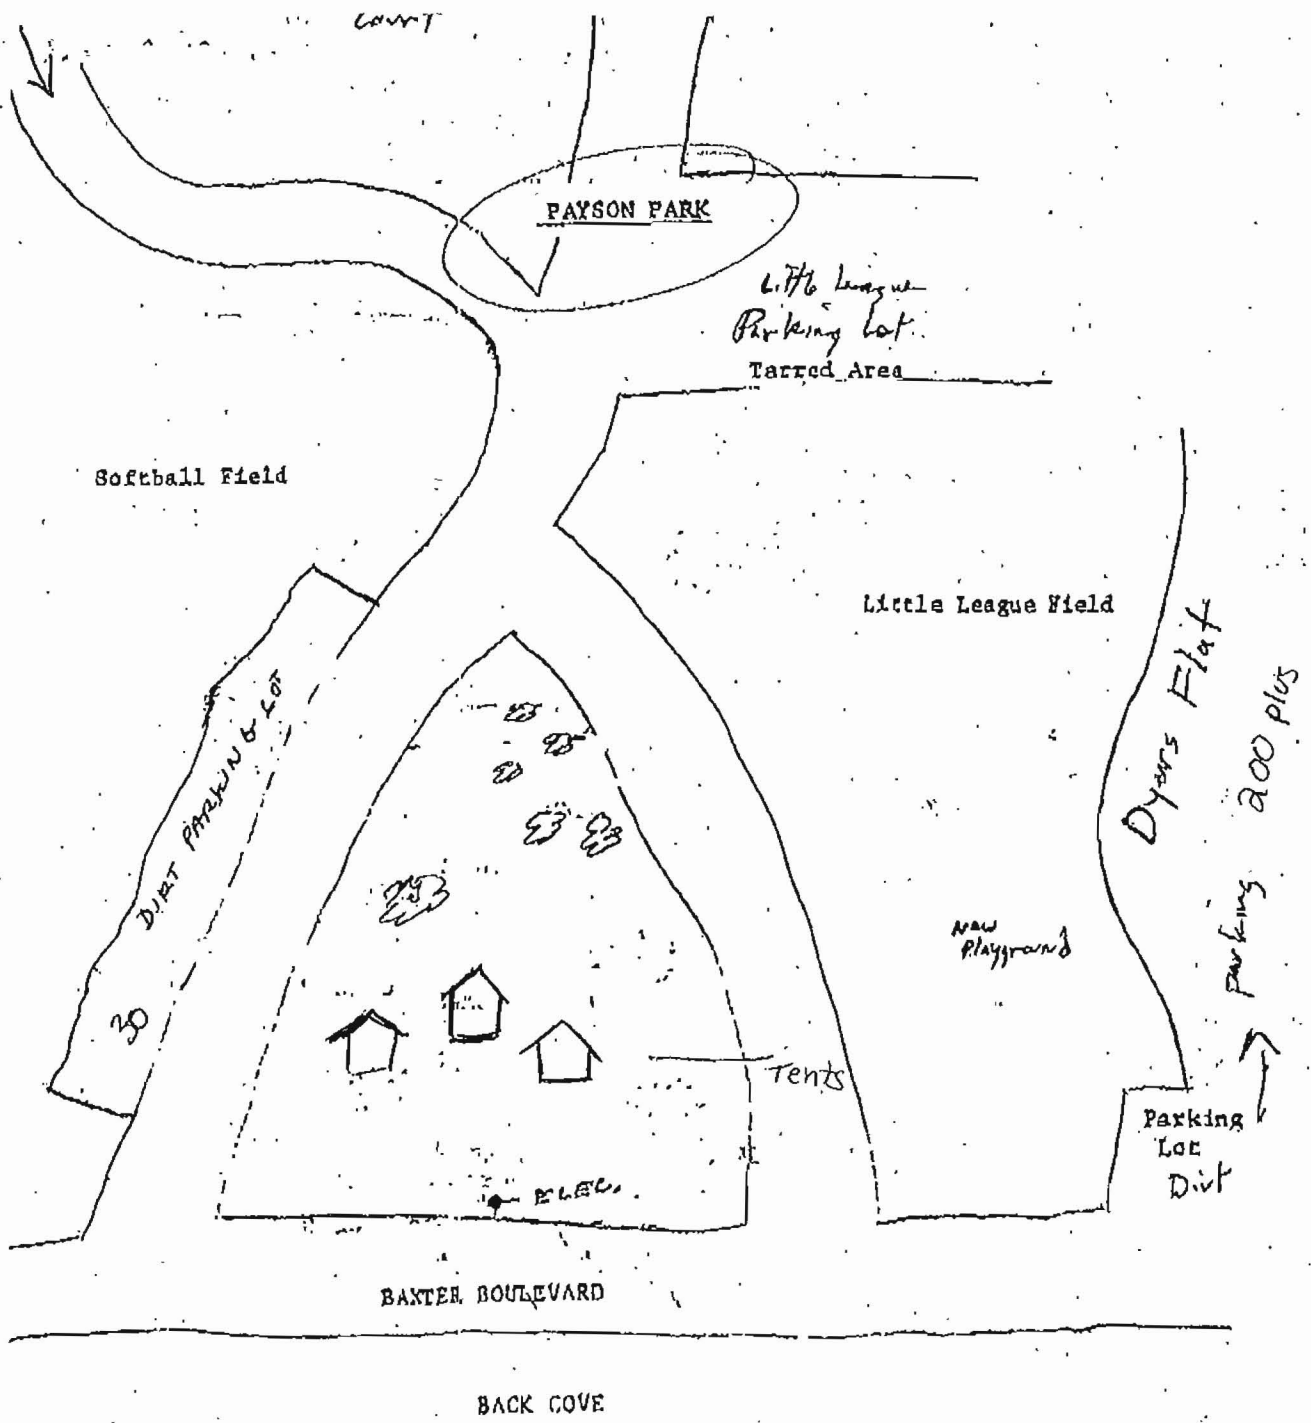 PAYSON PARK
Little League
Parking Lot
Tarred Area
Softball Field
Little League Field
Dyers Flat
parking 200 plus
DIRT PARKING LOT
30
New
Playground
Tents
Parking
Lot
Dirt
ELEC.
BAXTER BOULEVARD
BACK COVE